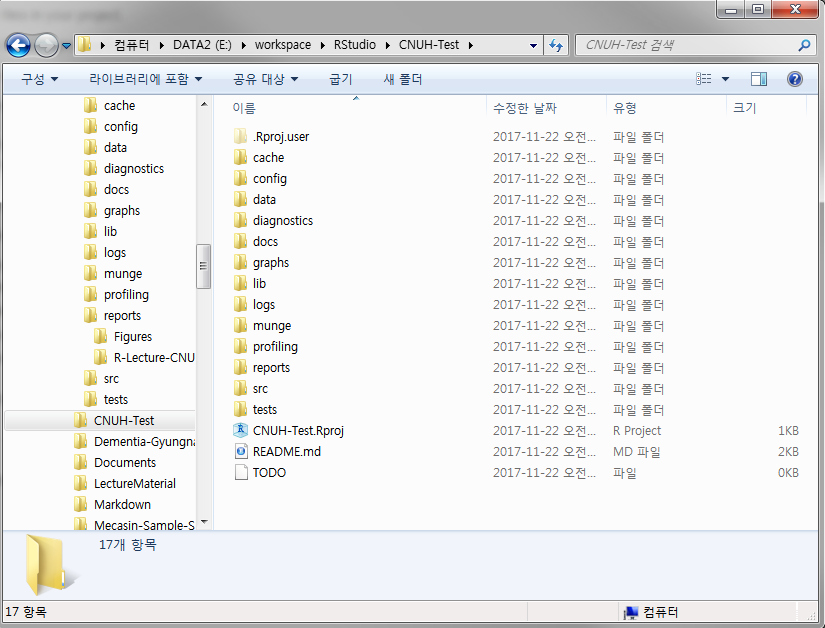 컴퓨터 DATA2 (E:) workspace RStudio CNUH-Test
CNUH-Test 검색
구성 라이브러리에 포함 공유 대상 굽기 새 폴더
cache
config
data
diagnostics
docs
graphs
lib
logs
munge
profiling
reports
Figures
R-Lecture-CNU
src
tests
CNUH-Test
Dementia-Gyungna
Documents
LectureMaterial
Markdown
Mecasin-Sample-S
이름 수정한 날짜 유형 크기
.Rproj.user 2017-11-22 오전... 파일 폴더
cache 2017-11-22 오전... 파일 폴더
config 2017-11-22 오전... 파일 폴더
data 2017-11-22 오전... 파일 폴더
diagnostics 2017-11-22 오전... 파일 폴더
docs 2017-11-22 오전... 파일 폴더
graphs 2017-11-22 오전... 파일 폴더
lib 2017-11-22 오전... 파일 폴더
logs 2017-11-22 오전... 파일 폴더
munge 2017-11-22 오전... 파일 폴더
profiling 2017-11-22 오전... 파일 폴더
reports 2017-11-22 오전... 파일 폴더
src 2017-11-22 오전... 파일 폴더
tests 2017-11-22 오전... 파일 폴더
CNUH-Test.Rproj 2017-11-22 오전... R Project 1KB
README.md 2017-11-22 오전... MD 파일 2KB
TODO 2017-11-22 오전... 파일 0KB
17개 항목
17 항목 컴퓨터